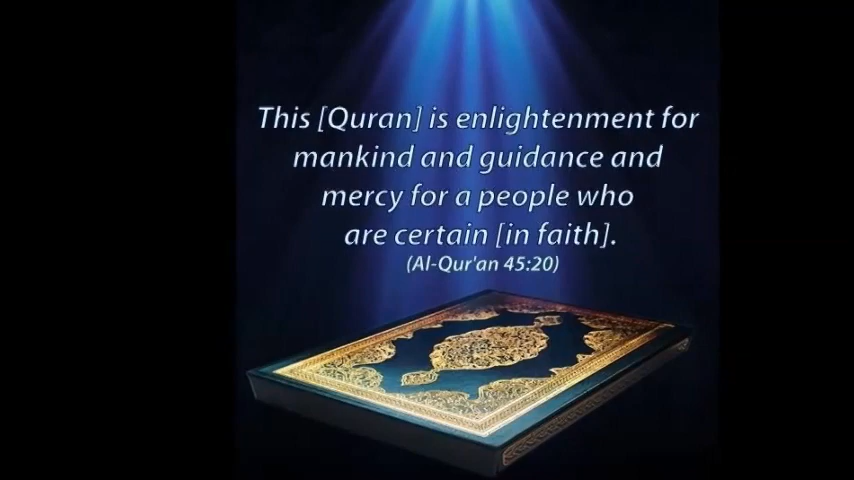 This [Quran] is enlightenment for
mankind and guidance and
mercy for a people who
are certain [in faith].
(Al-Qur'an 45:20)